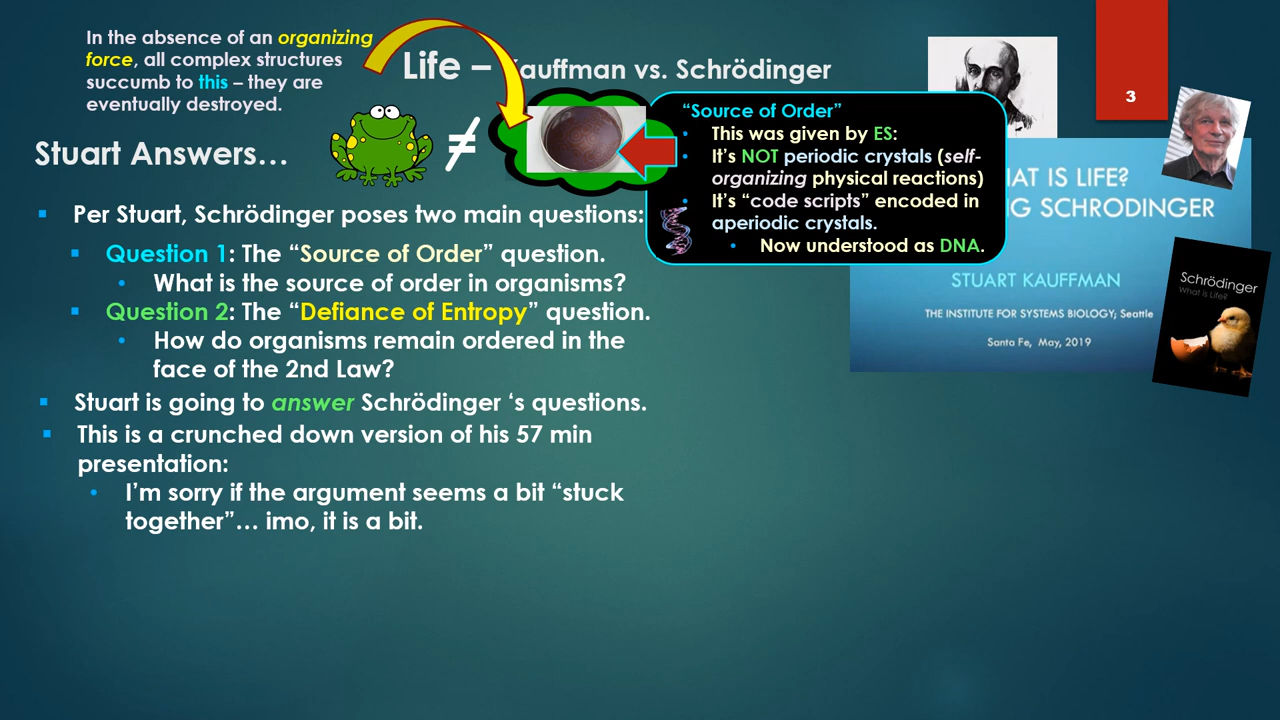 In the absence of an organizing
force, all complex structures
succumb to this – they are
eventually destroyed.
Life – Kauffman vs. Schrödinger
3
Stuart Answers…
≠
"Source of Order"
This was given by ES:
It's NOT periodic crystals (self-
organizing physical reactions)
It's "code scripts" encoded in
aperiodic crystals.
Now understood as DNA.
Per Stuart, Schrödinger poses two main questions:
Question 1: The "Source of Order" question.
What is the source of order in organisms?
Question 2: The "Defiance of Entropy" question.
How do organisms remain ordered in the
face of the 2nd Law?
Stuart is going to answer Schrödinger 's questions.
This is a crunched down version of his 57 min
presentation:
I'm sorry if the argument seems a bit "stuck
together"… imo, it is a bit.
IS LIFE?
SCHRODINGER
STUART KAUFFMAN
THE INSTITUTE FOR SYSTEMS BIOLOGY; Seattle
Santa Fe, May, 2019
Schrödinger
What is Life?